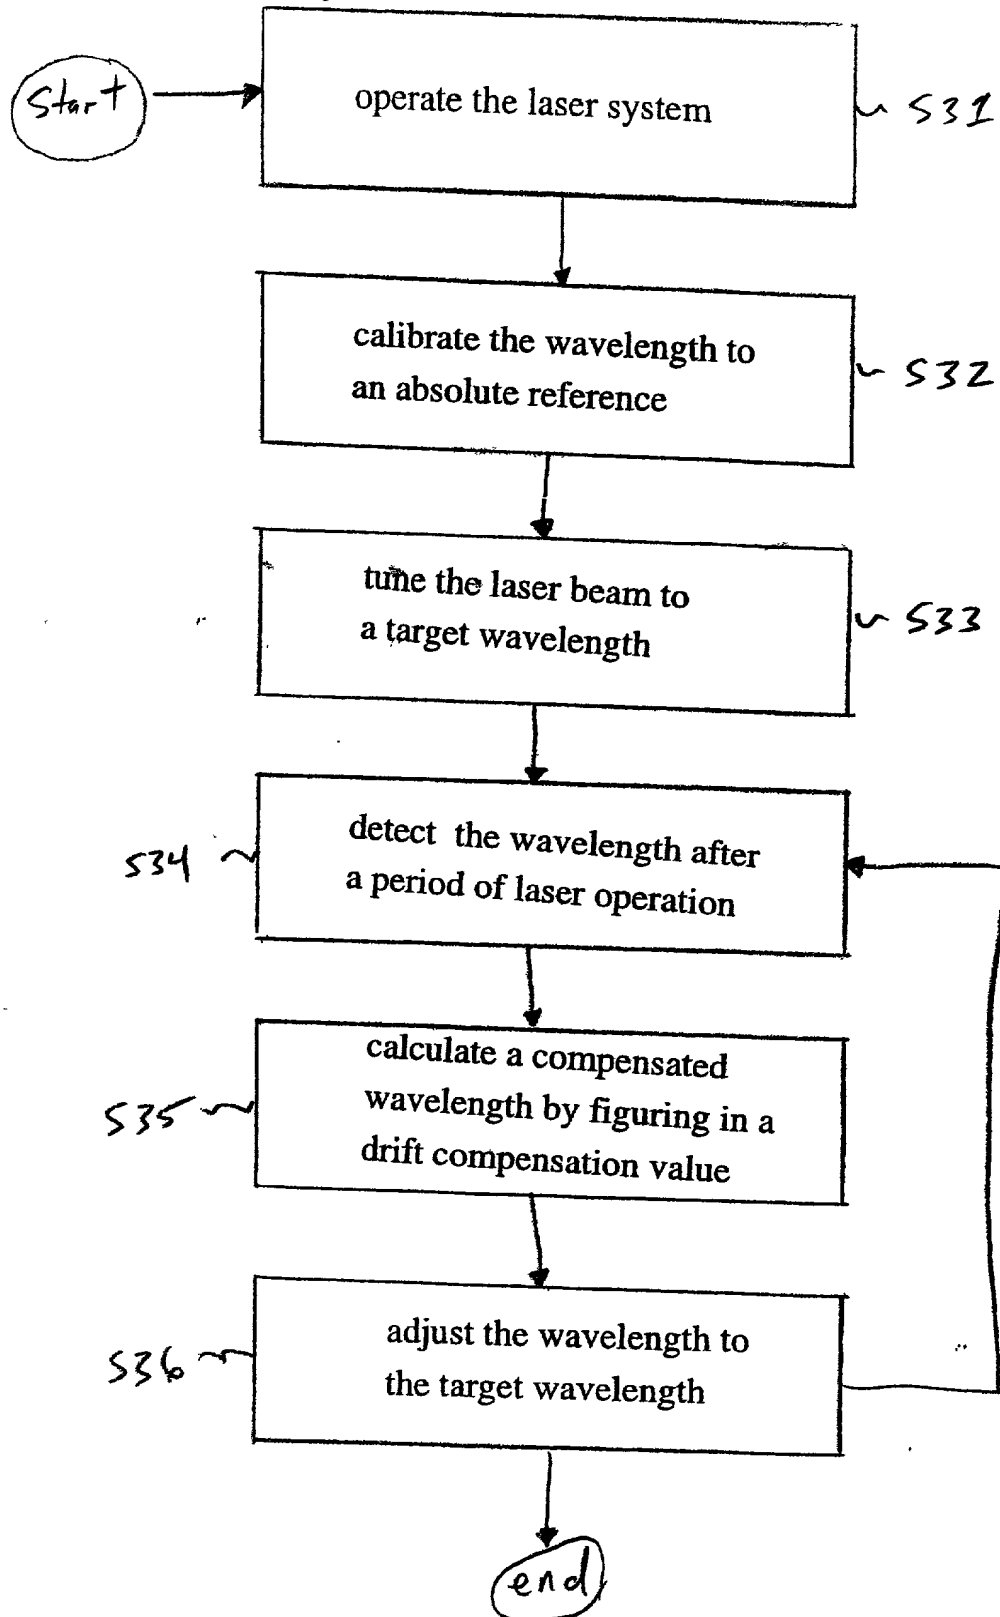 Start
operate the laser system
S31
calibrate the wavelength to
an absolute reference
S32
tune the laser beam to
a target wavelength
S33
detect the wavelength after
a period of laser operation
S34
calculate a compensated
wavelength by figuring in a
drift compensation value
S35
adjust the wavelength to
the target wavelength
S36
end